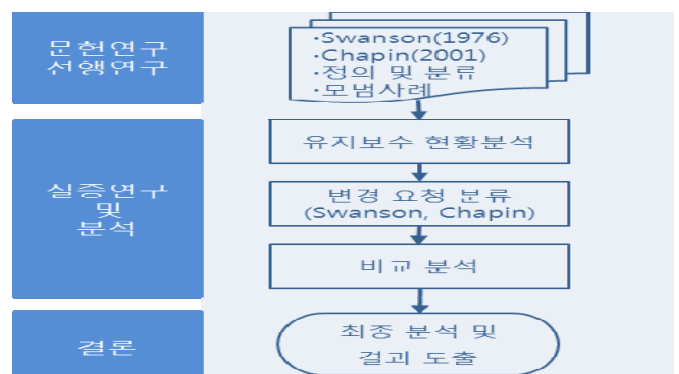 문헌연구
선행연구
·Swanson(1976)
·Chapin(2001)
·정의 및 분류
·모범사례
실증연구
및
분석
유지보수 현황분석
변경 요청 분류
(Swanson, Chapin)
비교 분석
결론
최종 분석 및
결과 도출